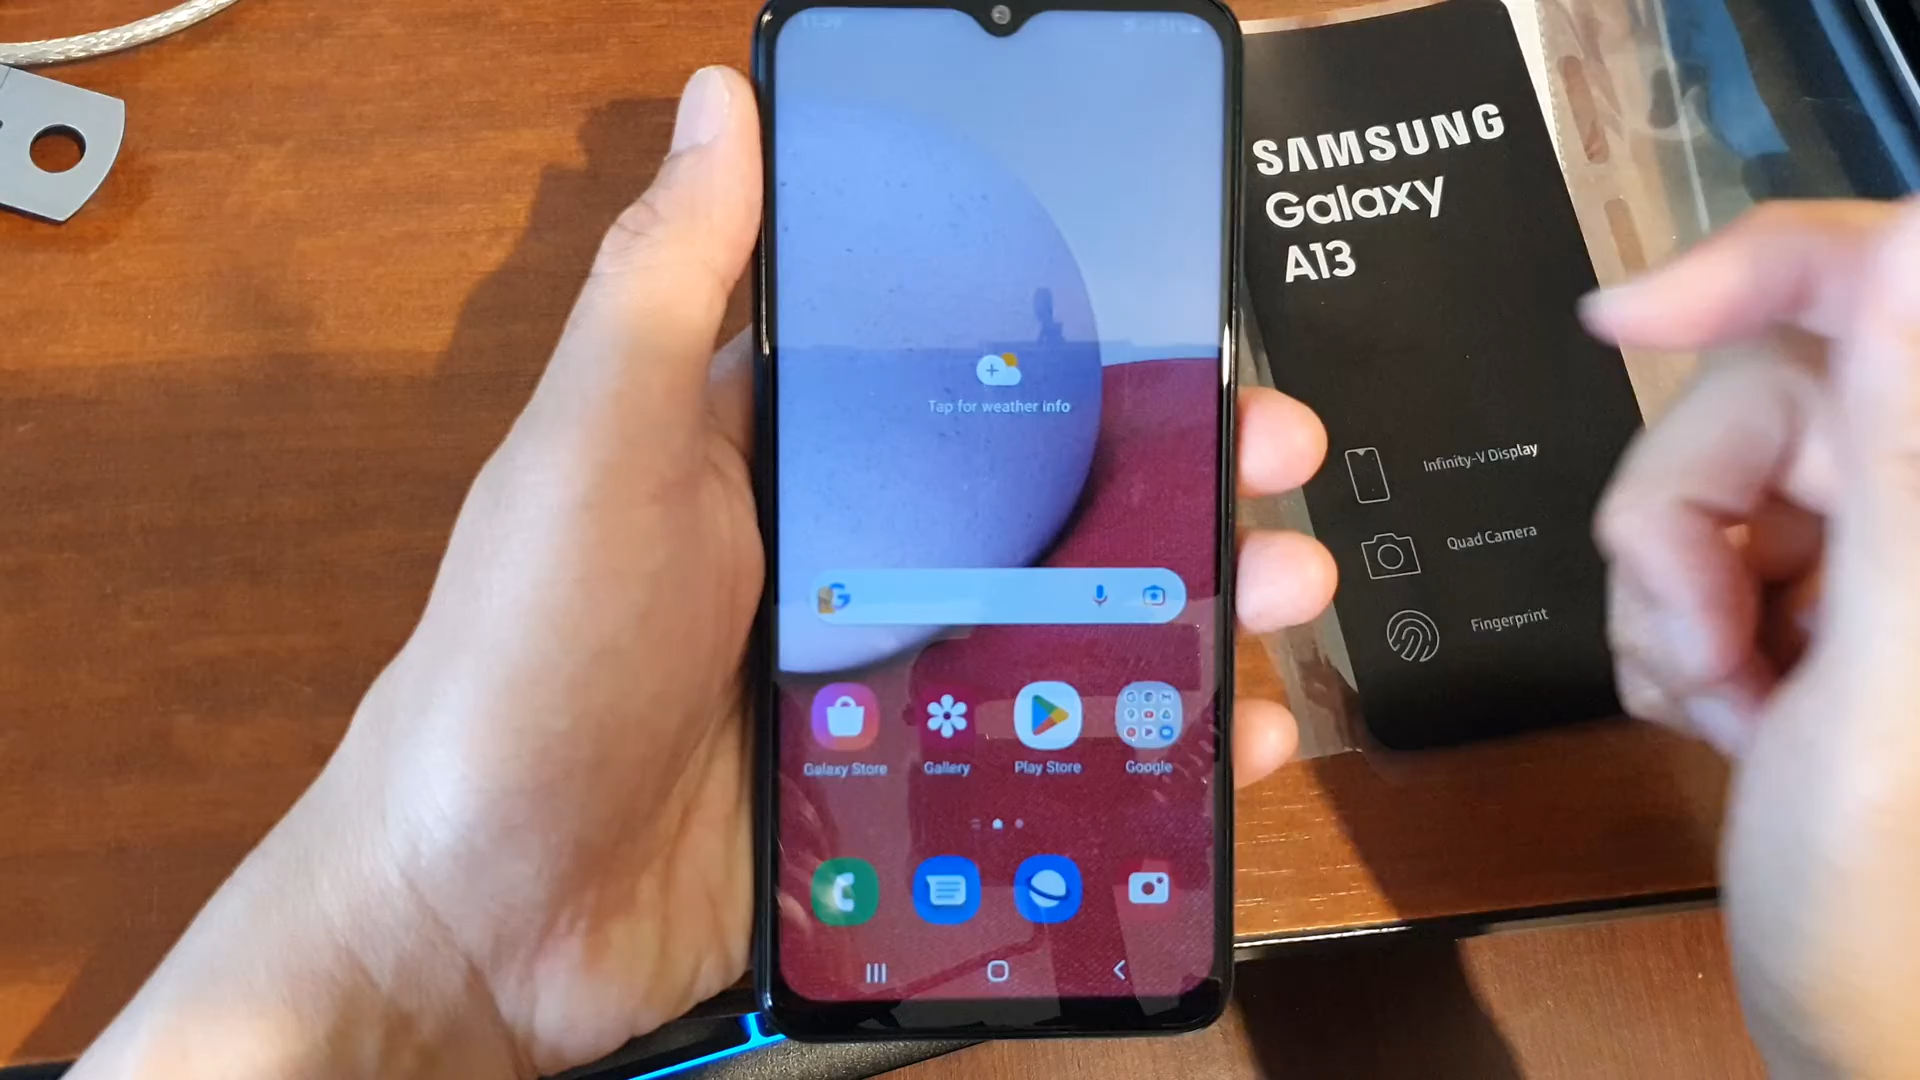 Tap for weather info
Galaxy Store
Gallery
Play Store
Google
SAMSUNG
Galaxy
A13
Infinity-V Display
Quad Camera
Fingerprint